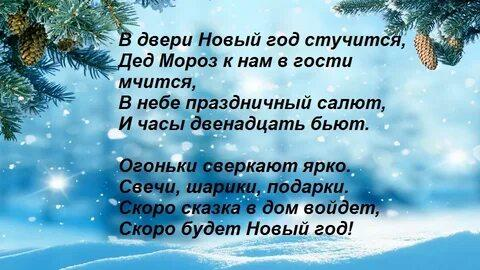 В двери Новый год стучится,
Дед Мороз к нам в гости
мчится,
В небе праздничный салют,
И часы двенадцать бьют.

Огоньки сверкают ярко.
Свечи, шарики, подарки.
Скоро сказка в дом войдет,
Скоро будет Новый год!